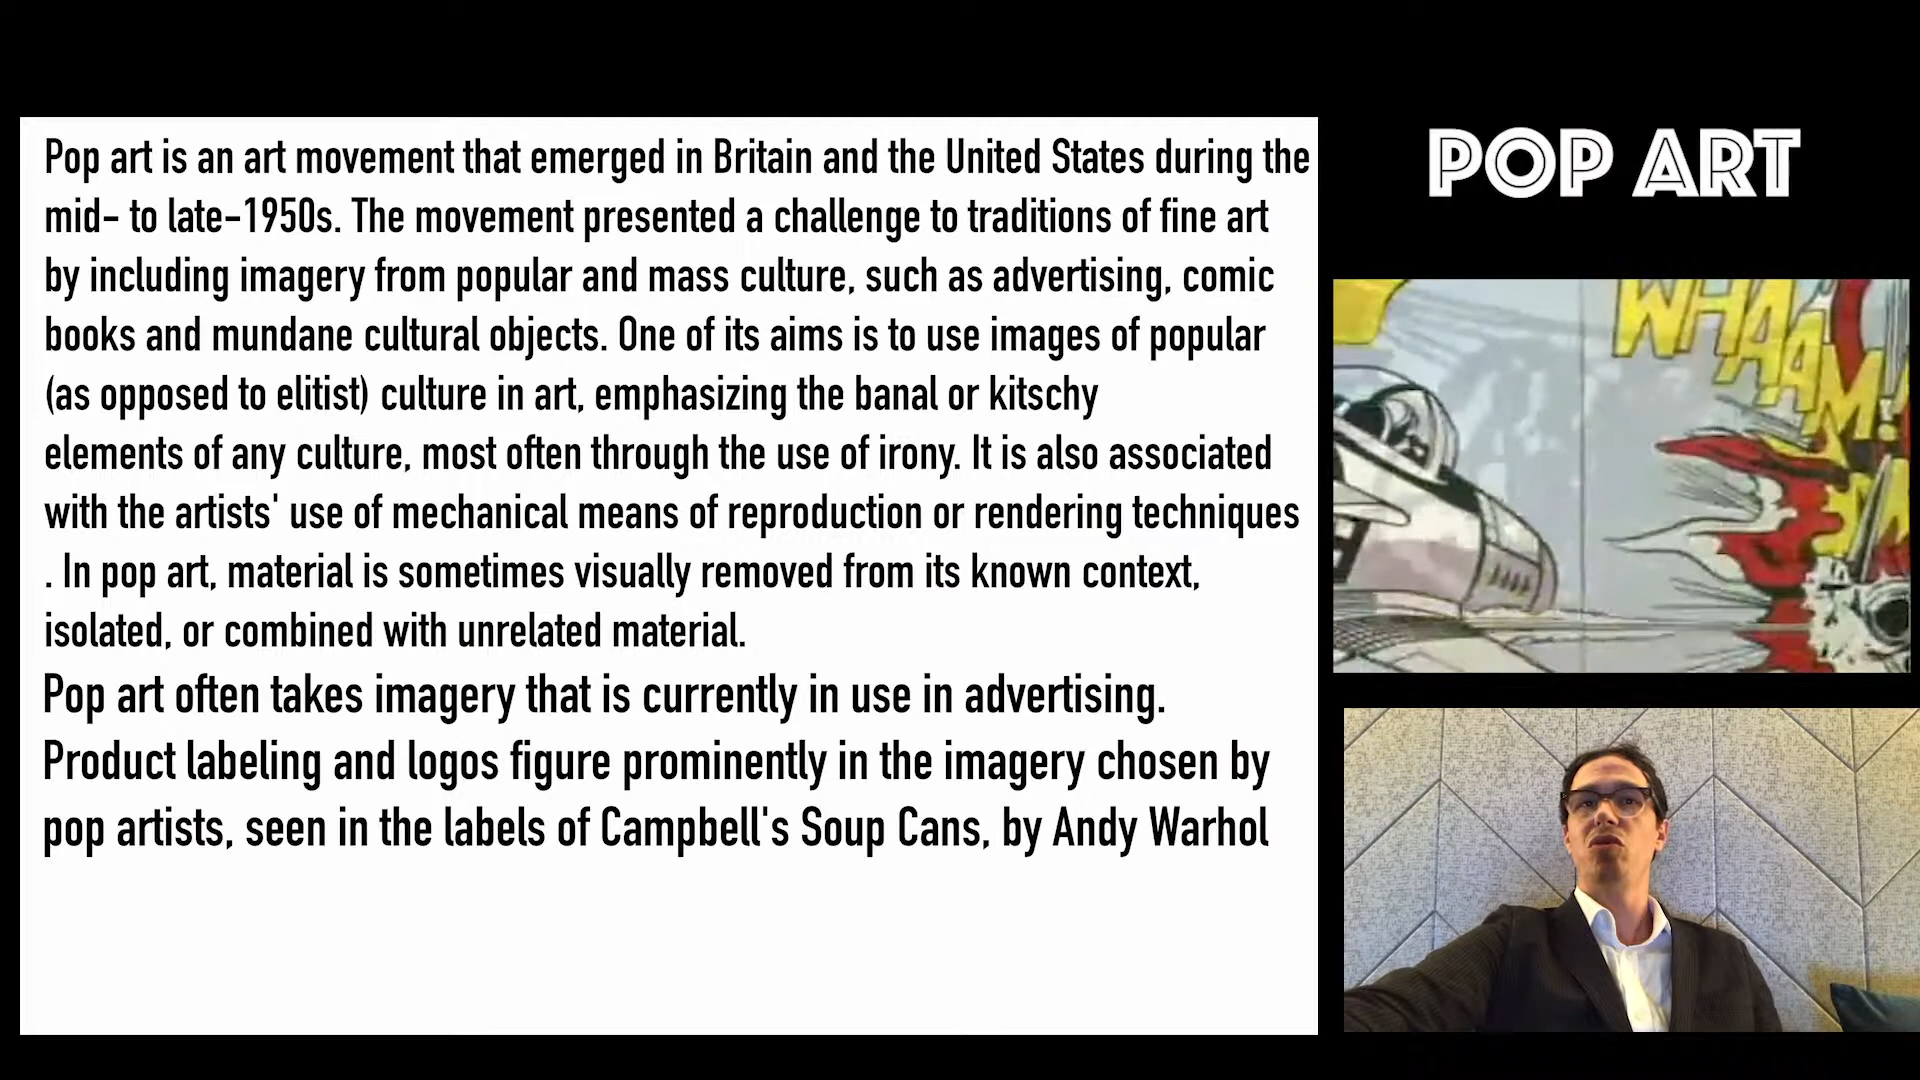 Pop art is an art movement that emerged in Britain and the United States during the
mid- to late-1950s. The movement presented a challenge to traditions of fine art
by including imagery from popular and mass culture, such as advertising, comic
books and mundane cultural objects. One of its aims is to use images of popular
(as opposed to elitist) culture in art, emphasizing the banal or kitschy
elements of any culture, most often through the use of irony. It is also associated
with the artists' use of mechanical means of reproduction or rendering techniques
. In pop art, material is sometimes visually removed from its known context,
isolated, or combined with unrelated material.
Pop art often takes imagery that is currently in use in advertising.
Product labeling and logos figure prominently in the imagery chosen by
pop artists, seen in the labels of Campbell's Soup Cans, by Andy Warhol
POP ART
WHAAM!